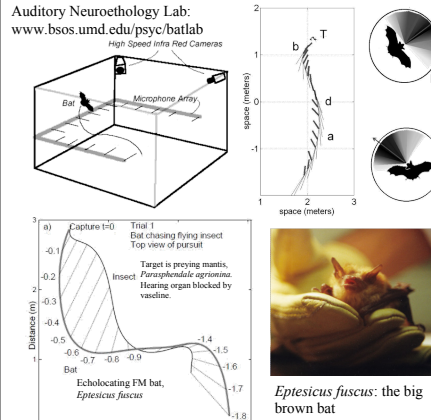 Auditory Neuroethology Lab:
www.bsos.umd.edu/psyc/batlab
High Speed Infra Red Cameras
Bat
Microphone Array
2
1
0
-1
space (meters)
b
T
d
a
1
2
3
space (meters)
3
2
1
Distance (m)
a)
Capture t=0
Trial 1
Bat chasing flying insect
Top view of pursuit
Target is preying mantis,
Parasphendale agrionina.
Hearing organ blocked by
vaseline.
Insect
-0.1
-0.2
-0.3
-0.4
-0.5
-0.6
-0.7
-0.8
-0.9
-1.4
-1.5
-1.6
-1.7
-1.8
Bat
Echolocating FM bat,
Eptesicus fuscus
Eptesicus fuscus: the big
brown bat